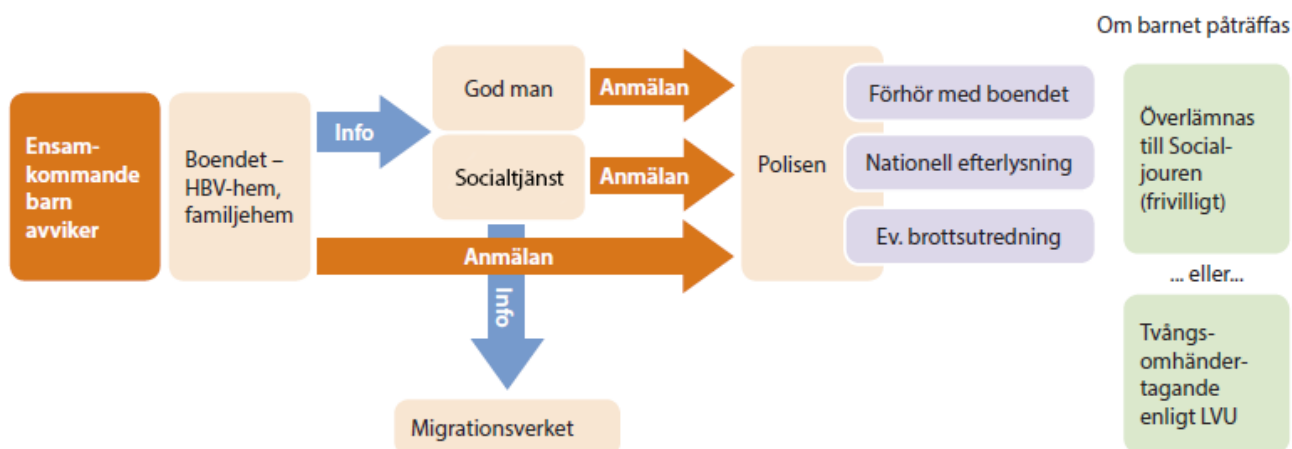 Om barnet påträffas
Ensam-
kommande
barn
avviker
Boendet –
HBV-hem,
familjehem
Info
God man
Socialtjänst
Anmälan
Anmälan
Anmälan
Info
Migrationsverket
Polisen
Förhör med boendet
Nationell efterlysning
Ev. brottsutredning
Överlämnas
till Social-
jouren
(frivilligt)
... eller...
Tvångs-
omhänder-
tagande
enligt LVU